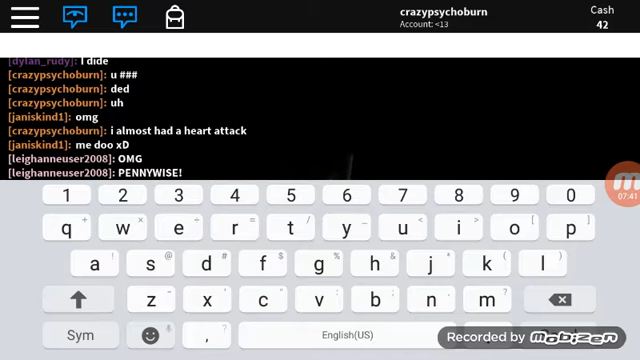 crazypsychoburn
Account: <13
Cash
42
[dylan_rudy]: I dide
[crazypsychoburn]: u ###
[crazypsychoburn]: ded
[crazypsychoburn]: uh
[janiskind1]: omg
[crazypsychoburn]: i almost had a heart attack
[janiskind1]: me doo xD
[leighanneuser2008]: OMG
[leighanneuser2008]: PENNYWISE!
07:41
1 2 3 4 5 6 7 8 9 0
q w e r t y u i o p
a s d f g h j k l
z x c v b n m
Sym , English(US)
Recorded by mobizen